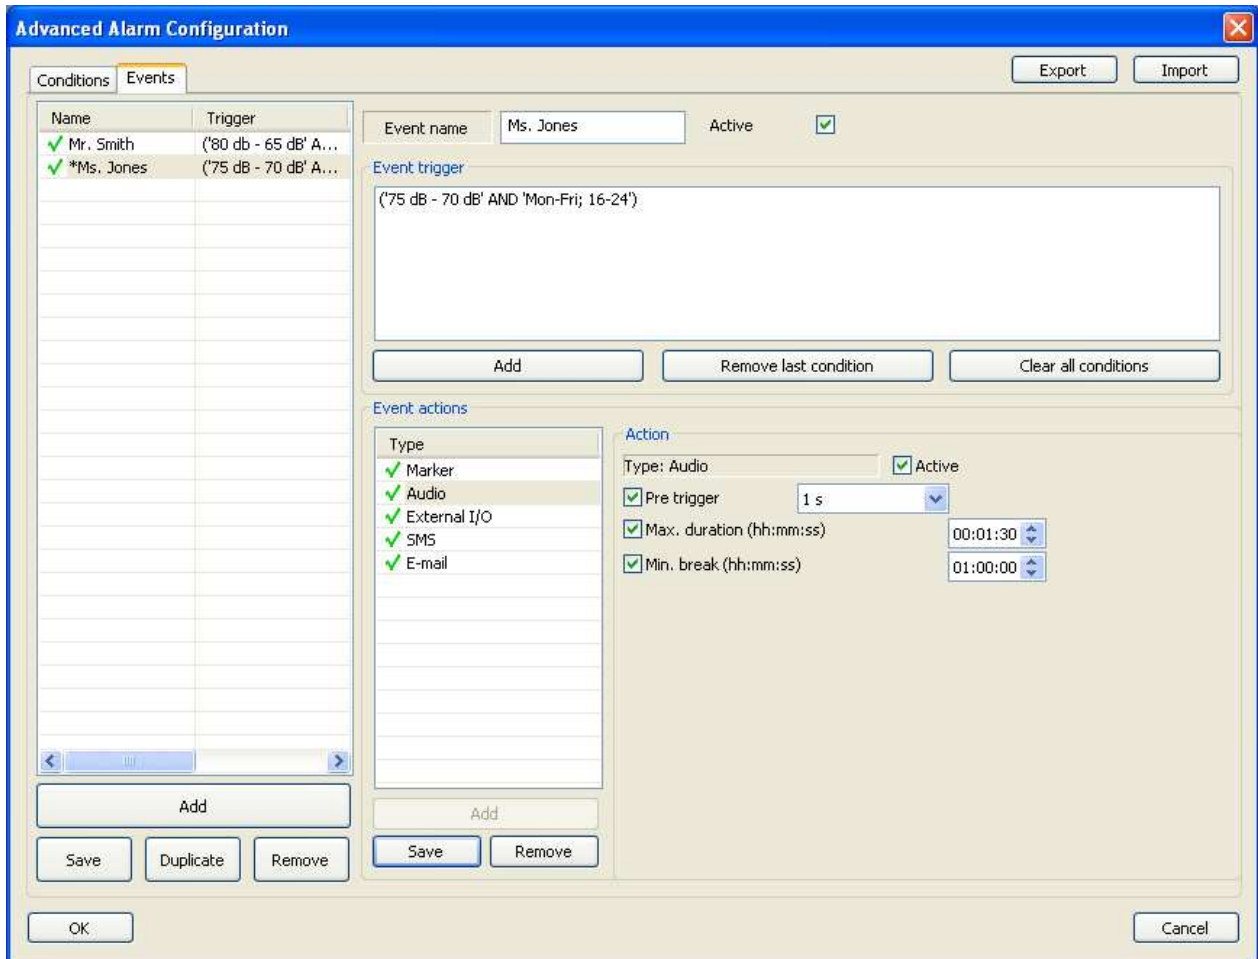 Advanced Alarm Configuration
Conditions Events Export Import
Name Trigger
Mr. Smith ('80 db - 65 dB' A...
*Ms. Jones ('75 dB - 70 dB' A...
Event name Ms. Jones Active
Event trigger
('75 dB - 70 dB' AND 'Mon-Fri; 16-24')
Add Remove last condition Clear all conditions
Event actions
Type
Marker
Audio
External I/O
SMS
E-mail
Action
Type: Audio Active
Pre trigger 1 s
Max. duration (hh:mm:ss) 00:01:30
Min. break (hh:mm:ss) 01:00:00
Add
Save Duplicate Remove
Add
Save Remove
OK Cancel